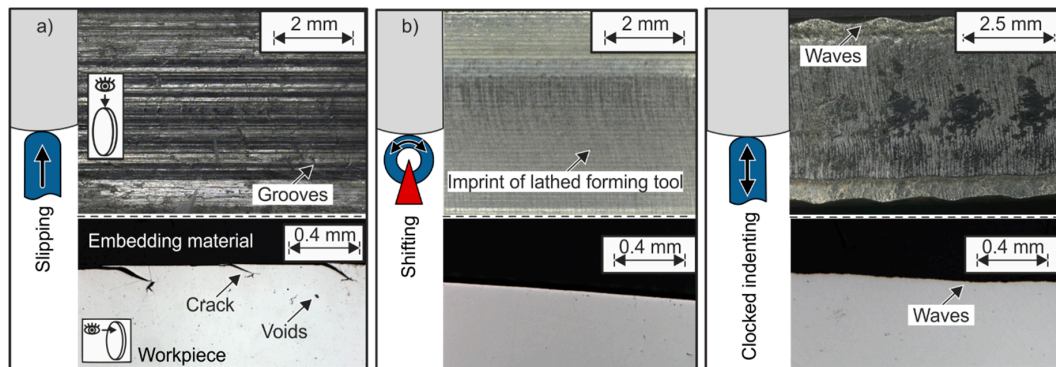 a)
2 mm
Slipping
Grooves
Embedding material
0.4 mm
Crack
Voids
Workpiece
b)
2 mm
Shifting
Imprint of lathed forming tool
0.4 mm
2.5 mm
Waves
Clocked indenting
0.4 mm
Waves